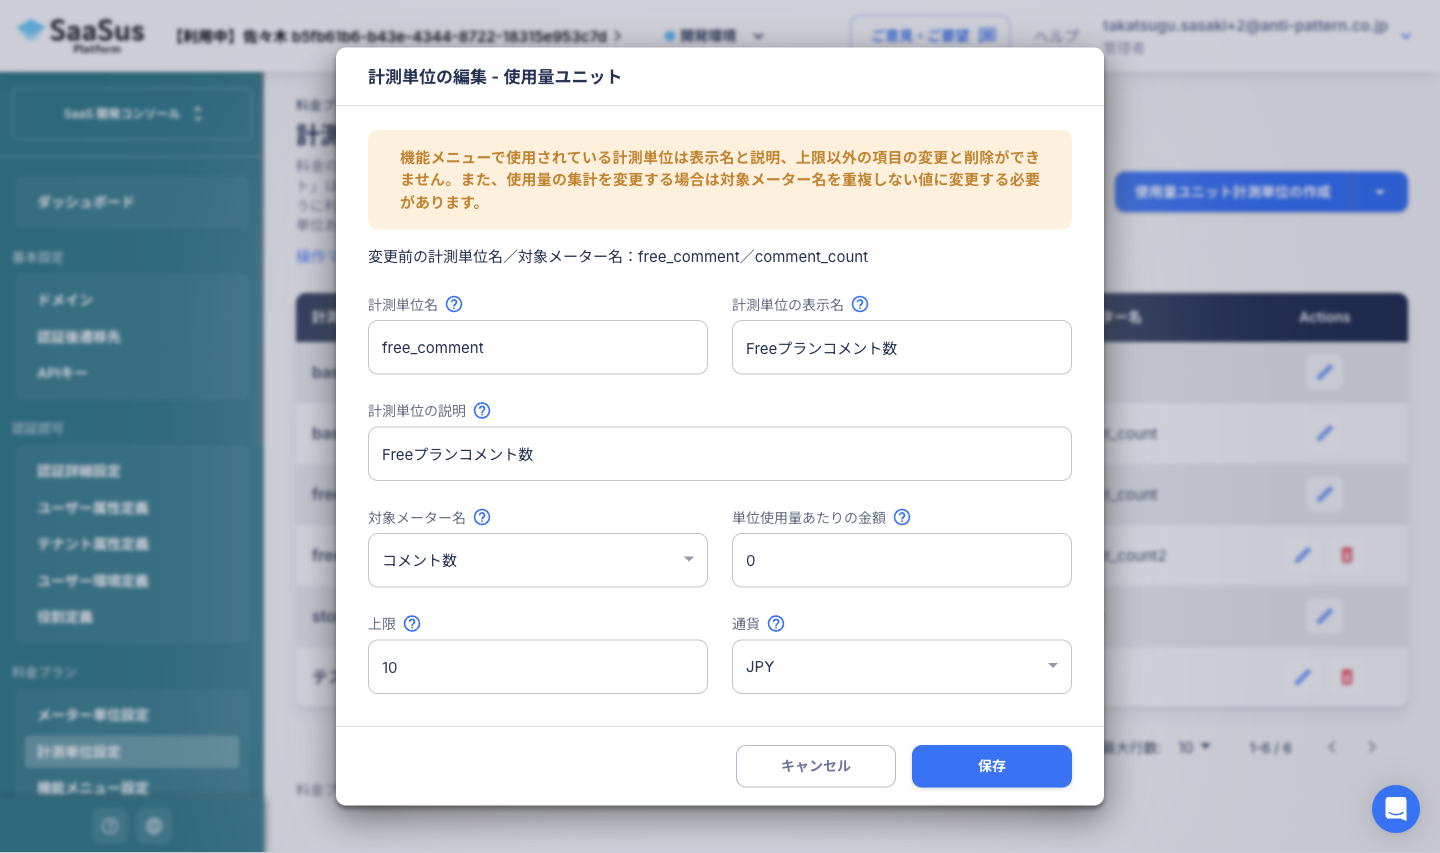 SaaSus
Platform
【利用中】佐々木 b5fb61b6-b43e-4344-8722-18315e953c7d
開発環境
ご意見・ご要望
ヘルプ
takatsugu.sasaki+2@anti-pattern.co.jp
管理者
SaaS 開発コンソール
ダッシュボード
基本設定
ドメイン
認証後遷移先
APIキー
認証認可
認証詳細設定
ユーザー属性定義
テナント属性定義
ユーザー環境定義
役割定義
料金プラン
メーター単位設定
計測単位設定
機能メニュー設定
使用量ユニット計測単位の作成
Actions
t_count
t_count
t_count2
最大行数: 10
1-6 / 6
計測単位の編集 - 使用量ユニット
機能メニューで使用されている計測単位は表示名と説明、上限以外の項目の変更と削除ができ
ません。また、使用量の集計を変更する場合は対象メーター名を重複しない値に変更する必要
があります。
変更前の計測単位名／対象メーター名：free_comment／comment_count
計測単位名
計測単位の表示名
free_comment
Freeプランコメント数
計測単位の説明
Freeプランコメント数
対象メーター名
単位使用量あたりの金額
コメント数
0
上限
通貨
10
JPY
キャンセル
保存